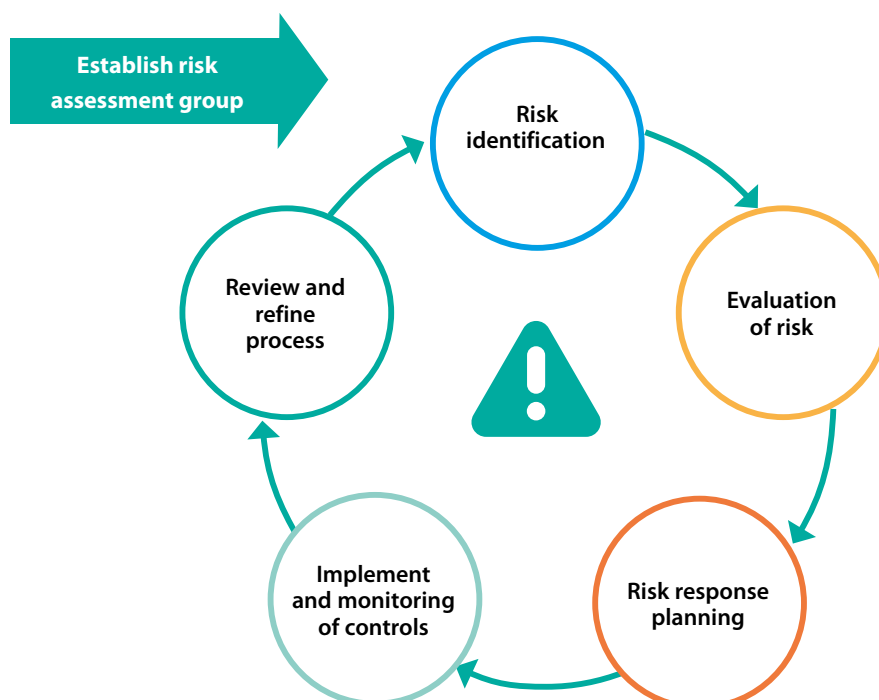 Establish risk
assessment group
Risk
identification
Evaluation
of risk
Risk response
planning
Implement
and monitoring
of controls
Review and
refine
process